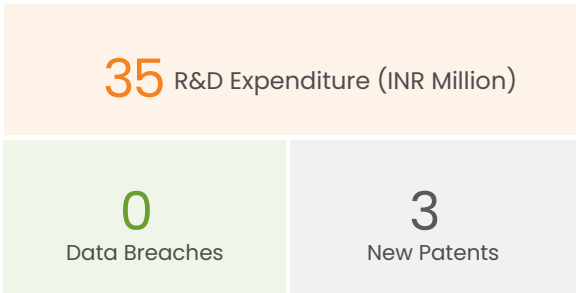 35 R&D Expenditure (INR Million)
0
Data Breaches
3
New Patents